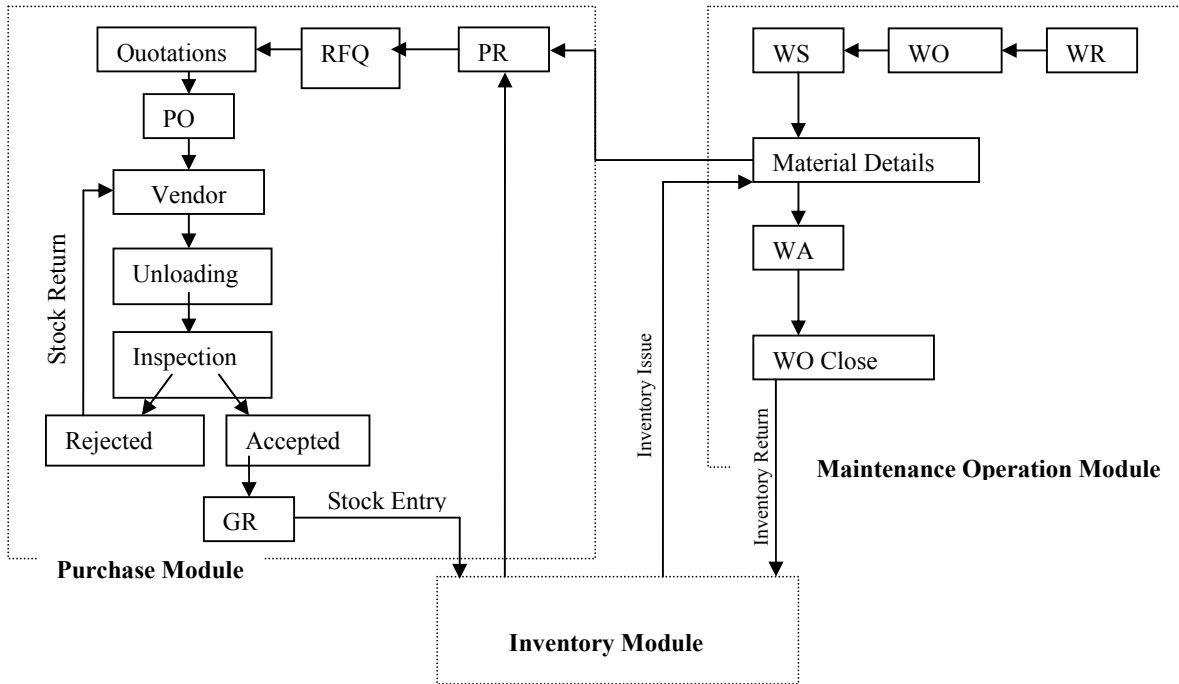 Quotations
RFQ
PR
WS
WO
WR
PO
Material Details
Vendor
WA
Unloading
Stock Return
Inspection
WO Close
Inventory Issue
Rejected
Accepted
Inventory Return
Maintenance Operation Module
GR
Stock Entry
Purchase Module
Inventory Module